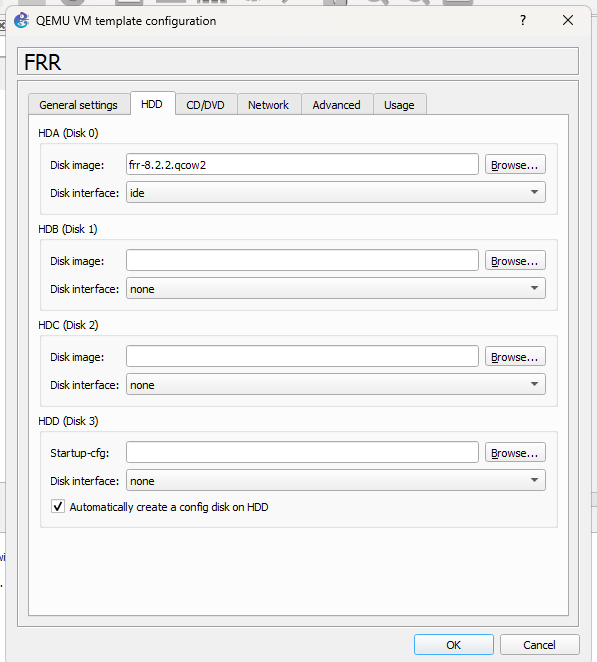 QEMU VM template configuration
?
FRR
General settings HDD CD/DVD Network Advanced Usage
HDA (Disk 0)
Disk image: frr-8.2.2.qcow2 Browse...
Disk interface: ide
HDB (Disk 1)
Disk image: Browse...
Disk interface: none
HDC (Disk 2)
Disk image: Browse...
Disk interface: none
HDD (Disk 3)
Startup-cfg: Browse...
Disk interface: none
Automatically create a config disk on HDD
OK Cancel